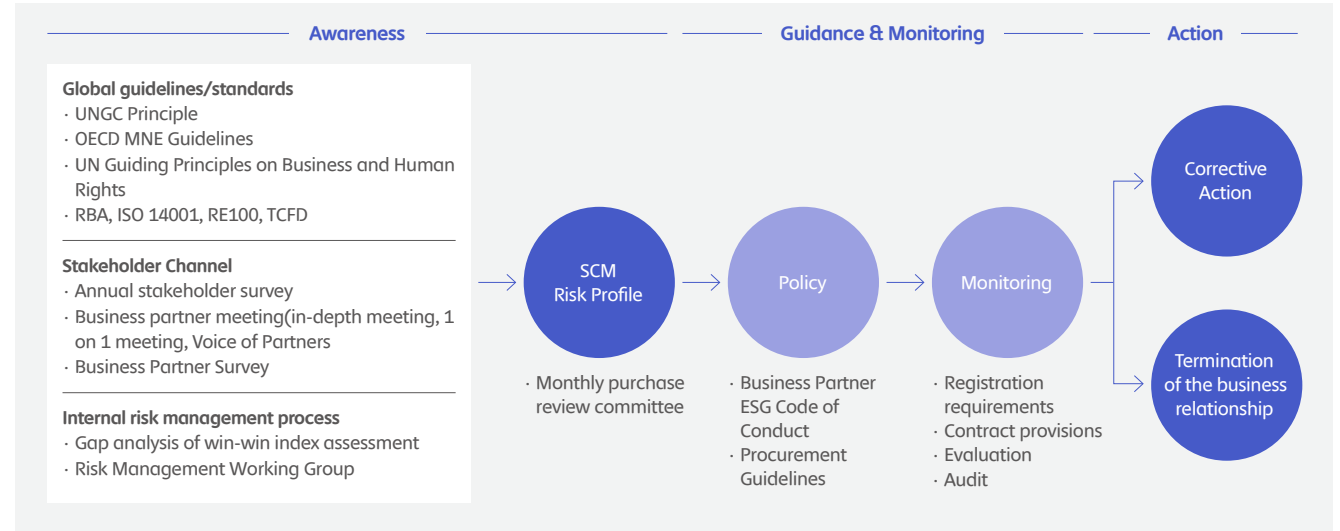 Awareness
Guidance & Monitoring
Action
Global guidelines/standards
· UNGC Principle
· OECD MNE Guidelines
· UN Guiding Principles on Business and Human
Rights
· RBA, ISO 14001, RE100, TCFD
Stakeholder Channel
· Annual stakeholder survey
· Business partner meeting(in-depth meeting, 1
on 1 meeting, Voice of Partners
· Business Partner Survey
Internal risk management process
· Gap analysis of win-win index assessment
· Risk Management Working Group
SCM
Risk Profile
· Monthly purchase
review committee
Policy
· Business Partner
ESG Code of
Conduct
· Procurement
Guidelines
Monitoring
· Registration
requirements
· Contract provisions
· Evaluation
· Audit
Corrective
Action
Termination
of the business
relationship